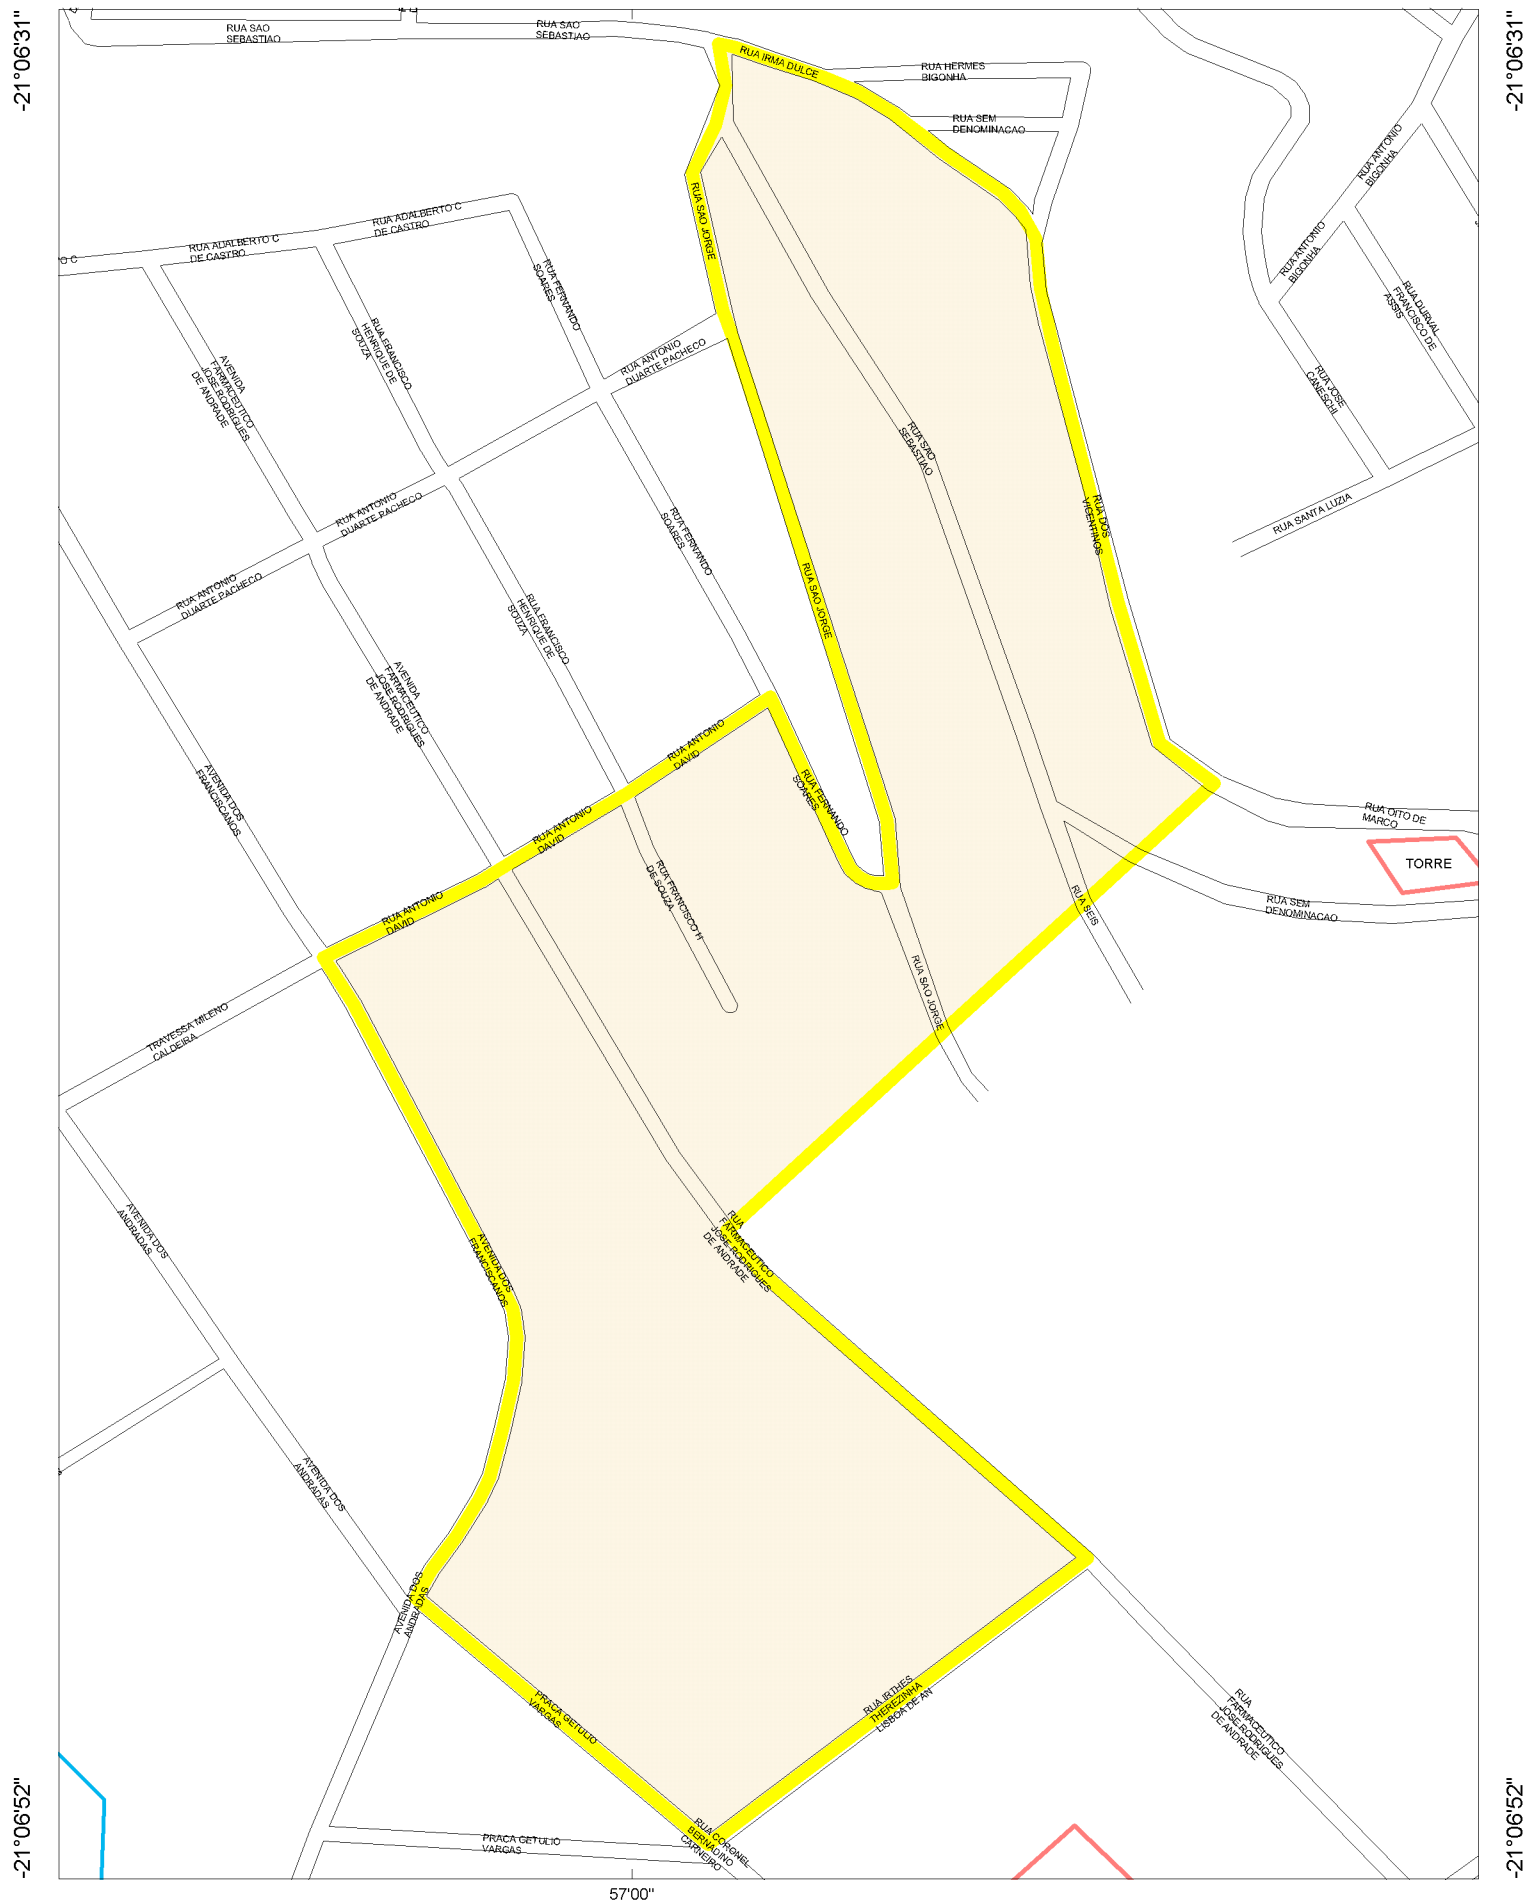 -21°06'31"
-21°06'31"
RUA SAO
SEBASTIAO
RUA SAO
SEBASTIAO
RUA IRMA DULCE
RUA HERMES
BIGONHA
RUA SEM
DENOMINACAO
RUA ANTONIO
BIGONHA
RUA SAO JORGE
RUA ADALBERTO C
DE CASTRO
RUA ADALBERTO C
DE CASTRO
O C
RUA ANTONIO
BIGONHA
RUA FERNANDO
SOARES
RUA DURVAL
FRANCISCO DE
ASSIS
RUA FRANCISCO
HENRIQUE DE
SOUZA
AVENIDA
FARMACEUTICO
JOSE RODRIGUES
DE ANDRADE
RUA ANTONIO
DUARTE PACHECO
RUA JOSE
CANESCHI
RUA SAO
SEBASTIAO
RUA ANTONIO
DUARTE PACHECO
RUA DOS
VICENTINOS
RUA SANTA LUZIA
RUA FERNANDO
SOARES
RUA ANTONIO
DUARTE PACHECO
RUA SAO JORGE
RUA FRANCISCO
HENRIQUE DE
SOUZA
AVENIDA
FARMACEUTICO
JOSE RODRIGUES
DE ANDRADE
RUA ANTONIO
DAVID
AVENIDA DOS
FRANCISCANOS
RUA FERNANDO
SOARES
RUA ANTONIO
DAVID
RUA OITO DE
MARCO
TORRE
RUA FRANCISCO H
DE SOUZA
RUA ANTONIO
DAVID
RUA SEIS
RUA SEM
DENOMINACAO
RUA SAO JORGE
TRAVESSA MILENO
CALDEIRA
AVENIDA DOS
ANDRADAS
RUA
FARMACEUTICO
JOSE RODRIGUES
DE ANDRADE
AVENIDA DOS
FRANCISCANOS
AVENIDA DOS
ANDRADAS
AVENIDA DOS
ANDRADAS
RUA IRTHES
THEREZINHA
LISBOA DE AN
PRACA GETULIO
VARGAS
RUA
FARMACEUTICO
JOSE RODRIGUES
DE ANDRADE
RUA CORONEL
BERNADINO
CARNEIRO
PRACA GETULIO
VARGAS
-21°06'52"
-21°06'52"
57'00"